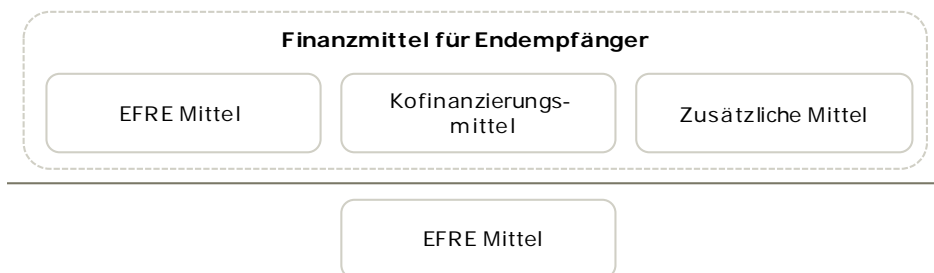 Finanzmittel für Endempfänger
EFRE Mittel
Kofinanzierungs-
mittel
Zusätzliche Mittel
EFRE Mittel